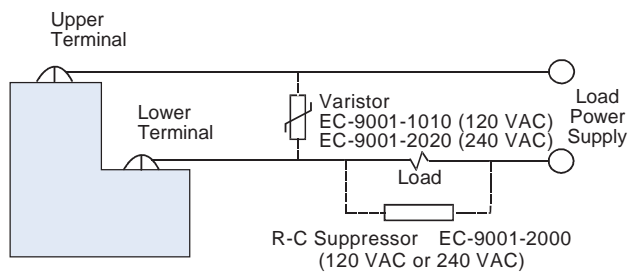 Upper
Terminal
Lower
Terminal
Varistor
EC-9001-1010 (120 VAC)
EC-9001-2020 (240 VAC)
Load
Power
Supply
Load
R-C Suppressor EC-9001-2000
(120 VAC or 240 VAC)